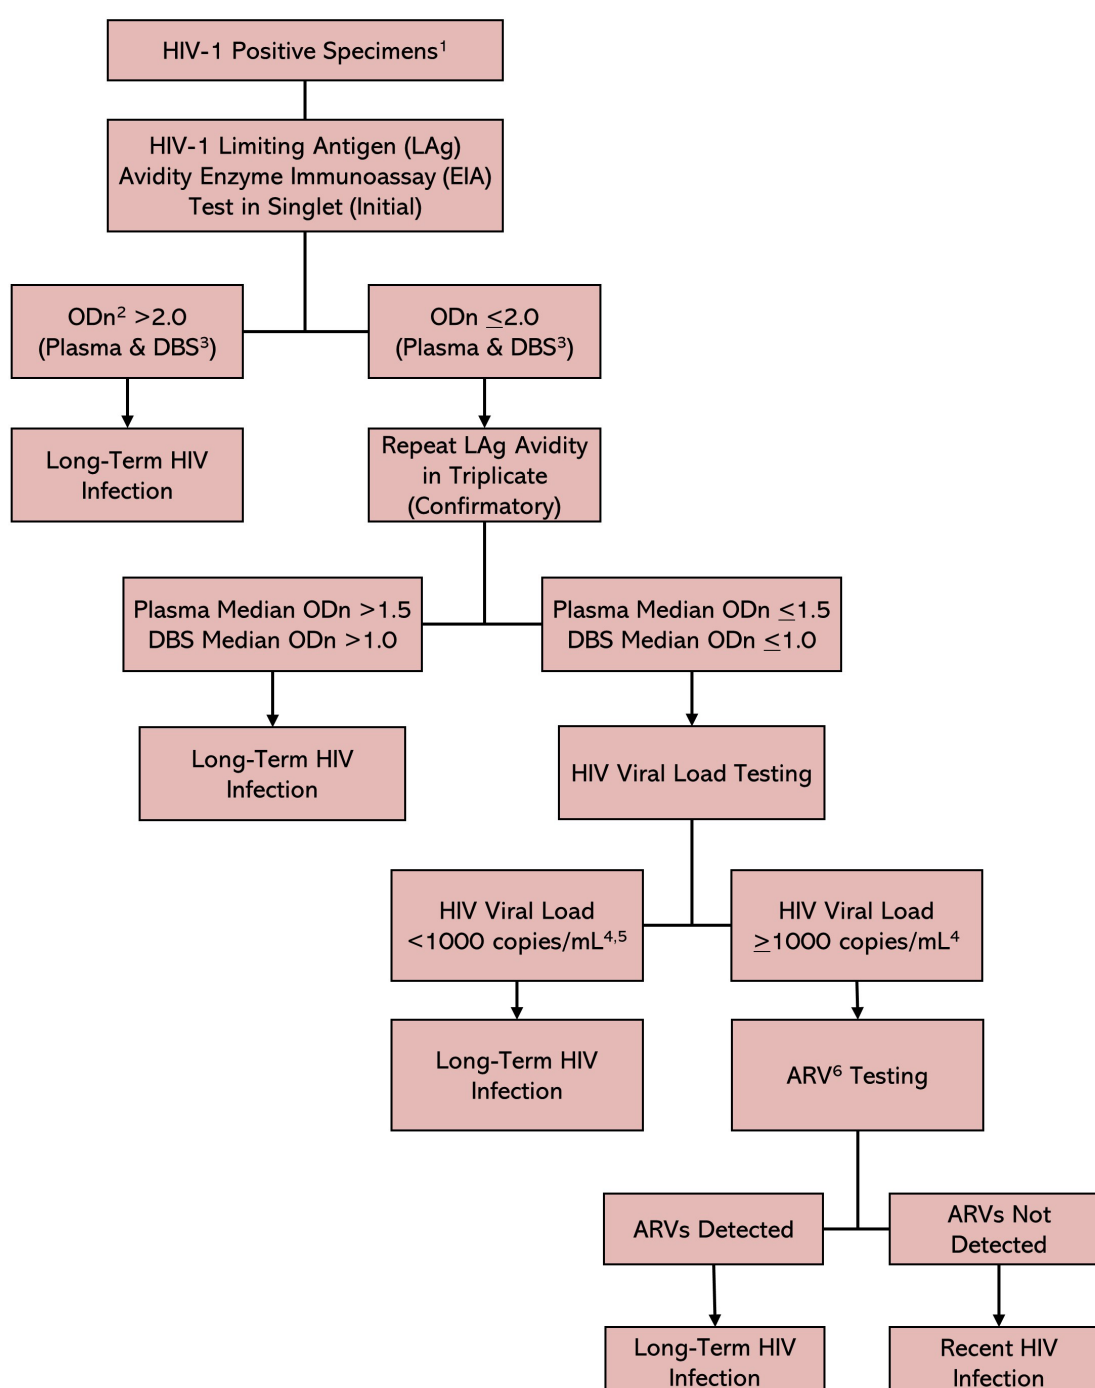 HIV-1 Positive Specimens¹
HIV-1 Limiting Antigen (LAg)
Avidity Enzyme Immunoassay (EIA)
Test in Singlet (Initial)
ODn² >2.0
(Plasma & DBS³)
ODn ≤2.0
(Plasma & DBS³)
Long-Term HIV
Infection
Repeat LAg Avidity
in Triplicate
(Confirmatory)
Plasma Median ODn >1.5
DBS Median ODn >1.0
Plasma Median ODn ≤1.5
DBS Median ODn ≤1.0
Long-Term HIV
Infection
HIV Viral Load Testing
HIV Viral Load
<1000 copies/mL⁴,⁵
HIV Viral Load
≥1000 copies/mL⁴
Long-Term HIV
Infection
ARV⁶ Testing
ARVs Detected
ARVs Not
Detected
Long-Term HIV
Infection
Recent HIV
Infection